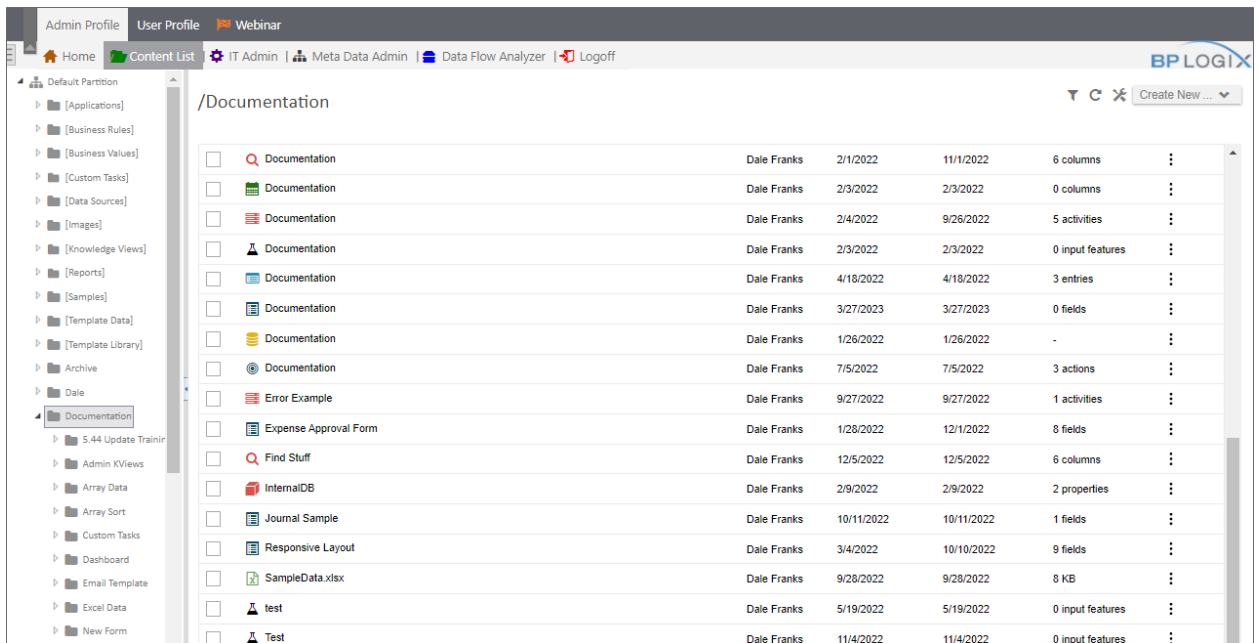 Admin Profile User Profile Webinar
Home Content List | IT Admin | Meta Data Admin | Data Flow Analyzer | Logoff
BP LOGIX
Default Partition
[Applications]
[Business Rules]
[Business Values]
[Custom Tasks]
[Data Sources]
[Images]
[Knowledge Views]
[Reports]
[Samples]
[Template Data]
[Template Library]
Archive
Dale
Documentation
5.44 Update Trainin
Admin KViews
Array Data
Array Sort
Custom Tasks
Dashboard
Email Template
Excel Data
New Form
/Documentation
Create New ...
Documentation Dale Franks 2/1/2022 11/1/2022 6 columns
Documentation Dale Franks 2/3/2022 2/3/2022 0 columns
Documentation Dale Franks 2/4/2022 9/26/2022 5 activities
Documentation Dale Franks 2/3/2022 2/3/2022 0 input features
Documentation Dale Franks 4/18/2022 4/18/2022 3 entries
Documentation Dale Franks 3/27/2023 3/27/2023 0 fields
Documentation Dale Franks 1/26/2022 1/26/2022 -
Documentation Dale Franks 7/5/2022 7/5/2022 3 actions
Error Example Dale Franks 9/27/2022 9/27/2022 1 activities
Expense Approval Form Dale Franks 1/28/2022 12/1/2022 8 fields
Find Stuff Dale Franks 12/5/2022 12/5/2022 6 columns
InternalDB Dale Franks 2/9/2022 2/9/2022 2 properties
Journal Sample Dale Franks 10/11/2022 10/11/2022 1 fields
Responsive Layout Dale Franks 3/4/2022 10/10/2022 9 fields
SampleData.xlsx Dale Franks 9/28/2022 9/28/2022 8 KB
test Dale Franks 5/19/2022 5/19/2022 0 input features
Test Dale Franks 11/4/2022 11/4/2022 0 input features